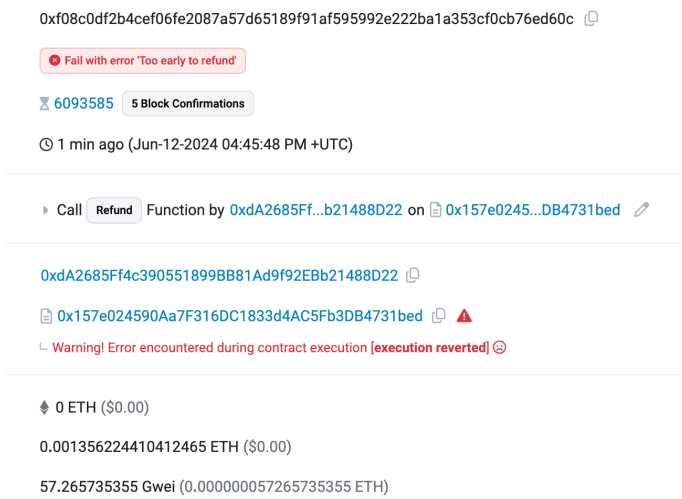 0xf08c0df2b4cef06fe2087a57d65189f91af595992e222ba1a353cf0cb76ed60c
Fail with error 'Too early to refund'
6093585 5 Block Confirmations
1 min ago (Jun-12-2024 04:45:48 PM +UTC)
Call Refund Function by 0xdA2685Ff...b21488D22 on 0x157e0245...DB4731bed
0xdA2685Ff4c390551899BB81Ad9f92EBb21488D22
0x157e024590Aa7F316DC1833d4AC5Fb3DB4731bed
Warning! Error encountered during contract execution [execution reverted]
0 ETH ($0.00)
0.001356224410412465 ETH ($0.00)
57.265735355 Gwei (0.000000057265735355 ETH)